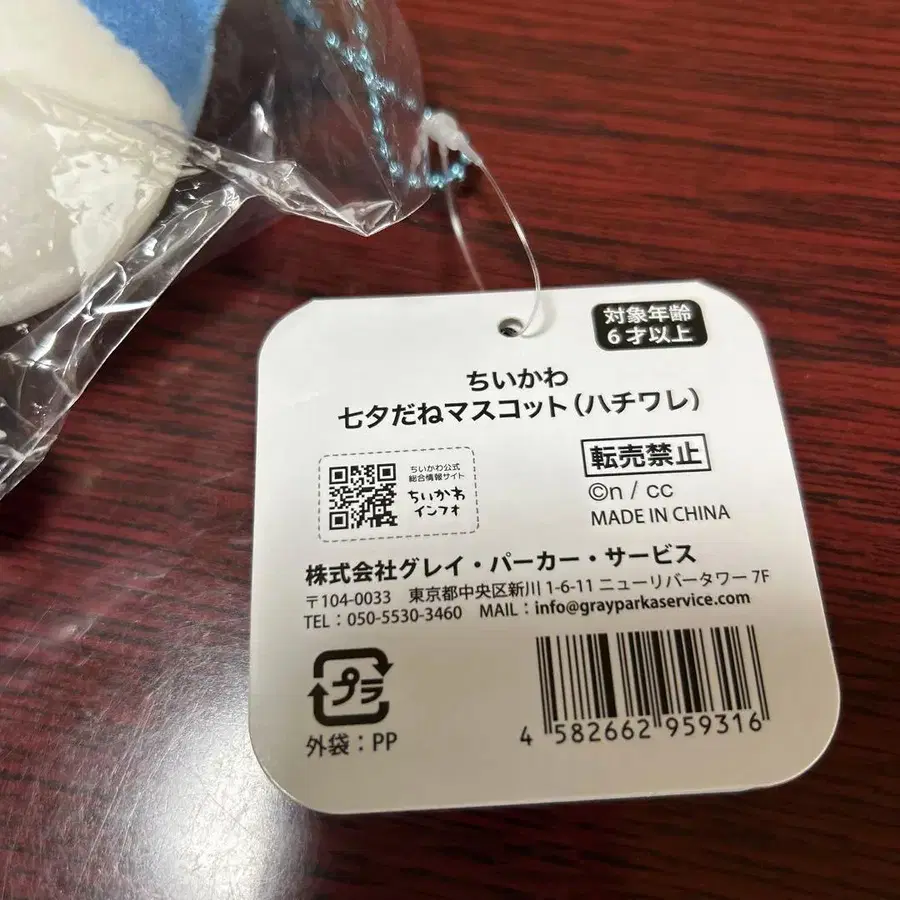 対象年齢
6才以上
ちいかわ
七夕だねマスコット(ハチワレ)
ちいかわ公式
総合情報サイト
ちいかわ
インフォ
転売禁止
©n / cc
MADE IN CHINA
株式会社グレイ・パーカー・サービス
〒104-0033 東京都中央区新川 1-6-11 ニューリバータワー 7F
TEL：050-5530-3460 MAIL：info@grayparkaservice.com
プラ
外袋：PP
4 582662 959316